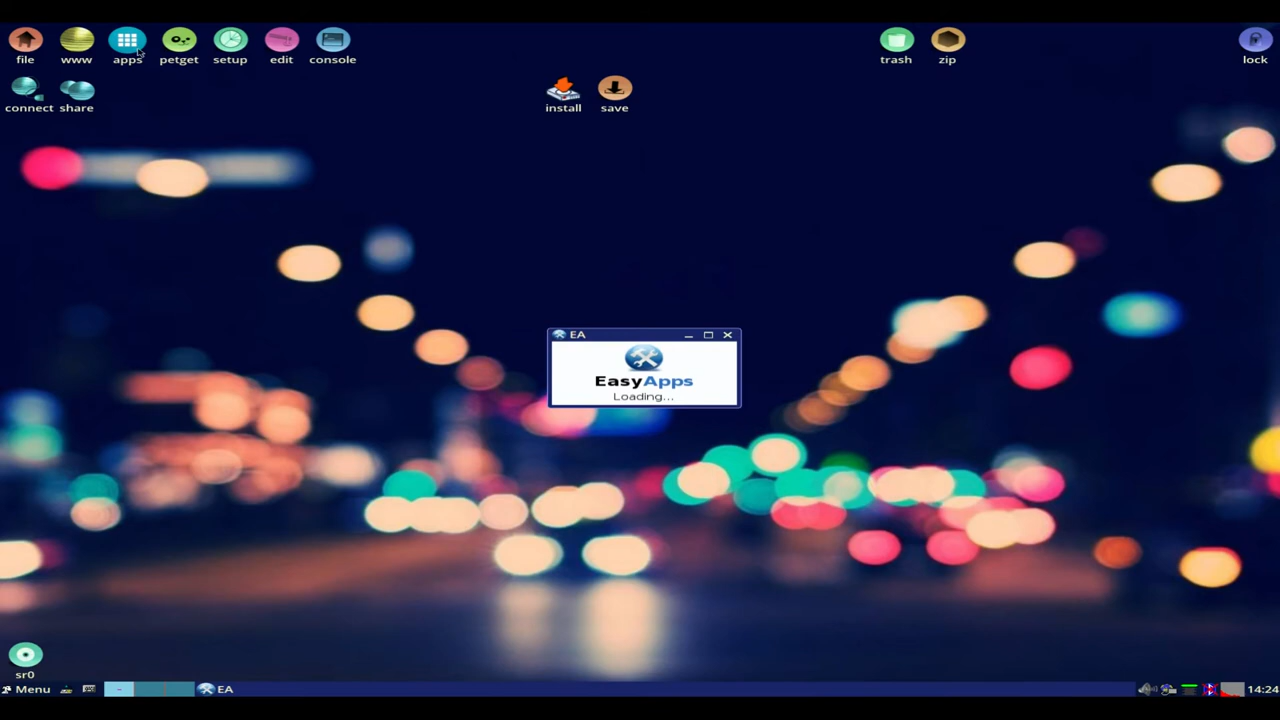 file www apps petget setup edit console trash zip lock
connect share install save
EA
EasyApps
Loading...
sr0
Menu EA 14:24